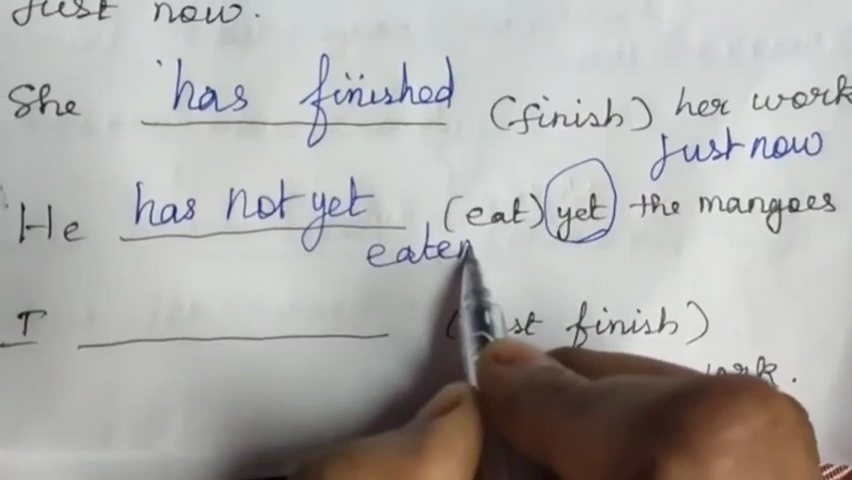 Just now.
She has finished (finish) her work
Just now
He has not yet (eat) yet the mangoes
eaten
I (just finish)
work.